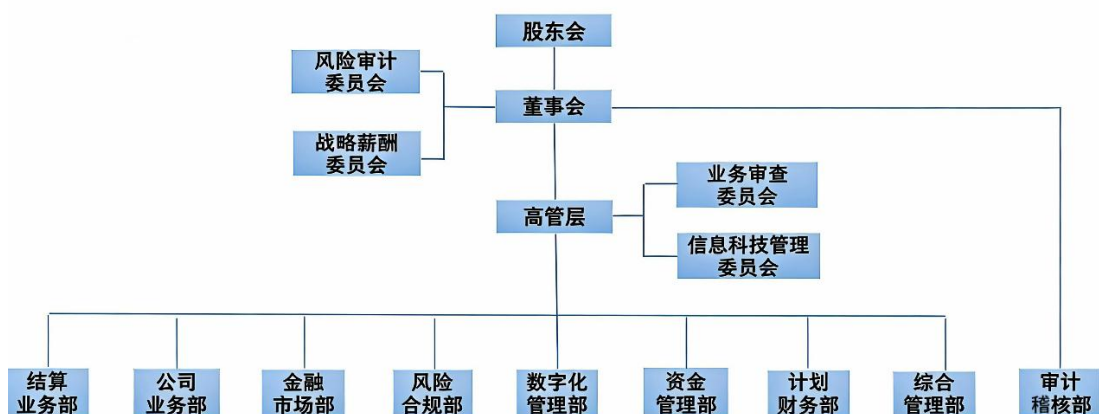 股东会
风险审计
委员会
董事会
战略薪酬
委员会
业务审查
委员会
高管层
信息科技管理
委员会
结算
业务部
公司
业务部
金融
市场部
风险
合规部
数字化
管理部
资金
管理部
计划
财务部
综合
管理部
审计
稽核部